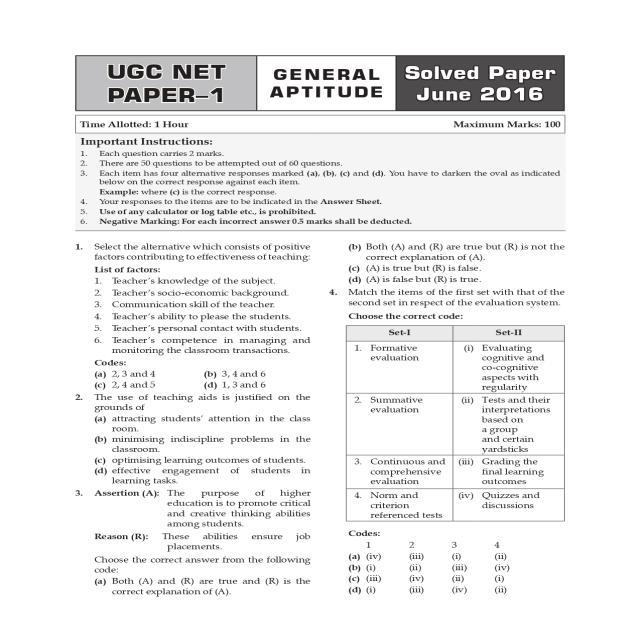 UGC NET
PAPER–1
GENERAL
APTITUDE
Solved Paper
June 2016
Time Allotted: 1 Hour
Maximum Marks: 100
Important Instructions:
1. Each question carries 2 marks.
2. There are 50 questions to be attempted out of 60 questions.
3. Each item has four alternative responses marked (a), (b), (c) and (d). You have to darken the oval as indicated
below on the correct response against each item.
Example: where (c) is the correct response.
4. Your responses to the items are to be indicated in the Answer Sheet.
5. Use of any calculator or log table etc., is prohibited.
6. Negative Marking: For each incorrect answer 0.5 marks shall be deducted.
1. Select the alternative which consists of positive
factors contributing to effectiveness of teaching:
List of factors:
1. Teacher's knowledge of the subject.
2. Teacher's socio-economic background.
3. Communication skill of the teacher.
4. Teacher's ability to please the students.
5. Teacher's personal contact with students.
6. Teacher's competence in managing and
monitoring the classroom transactions.
Codes:
(a) 2, 3 and 4 (b) 3, 4 and 6
(c) 2, 4 and 5 (d) 1, 3 and 6
2. The use of teaching aids is justified on the
grounds of
(a) attracting students' attention in the class
room.
(b) minimising indiscipline problems in the
classroom.
(c) optimising learning outcomes of students.
(d) effective engagement of students in
learning tasks.
3. Assertion (A): The purpose of higher
education is to promote critical
and creative thinking abilities
among students.
Reason (R): These abilities ensure job
placements.
Choose the correct answer from the following
code:
(a) Both (A) and (R) are true and (R) is the
correct explanation of (A).
(b) Both (A) and (R) are true but (R) is not the
correct explanation of (A).
(c) (A) is true but (R) is false.
(d) (A) is false but (R) is true.
4. Match the items of the first set with that of the
second set in respect of the evaluation system.
Choose the correct code:
Set-I Set-II
1. Formative
evaluation
(i) Evaluating
cognitive and
co-cognitive
aspects with
regularity
2. Summative
evaluation
(ii) Tests and their
interpretations
based on
a group
and certain
yardsticks
3. Continuous and
comprehensive
evaluation
(iii) Grading the
final learning
outcomes
4. Norm and
criterion
referenced tests
(iv) Quizzes and
discussions
Codes:
1 2 3 4
(a) (iv) (iii) (i) (ii)
(b) (i) (ii) (iii) (iv)
(c) (iii) (iv) (ii) (i)
(d) (i) (iii) (iv) (ii)